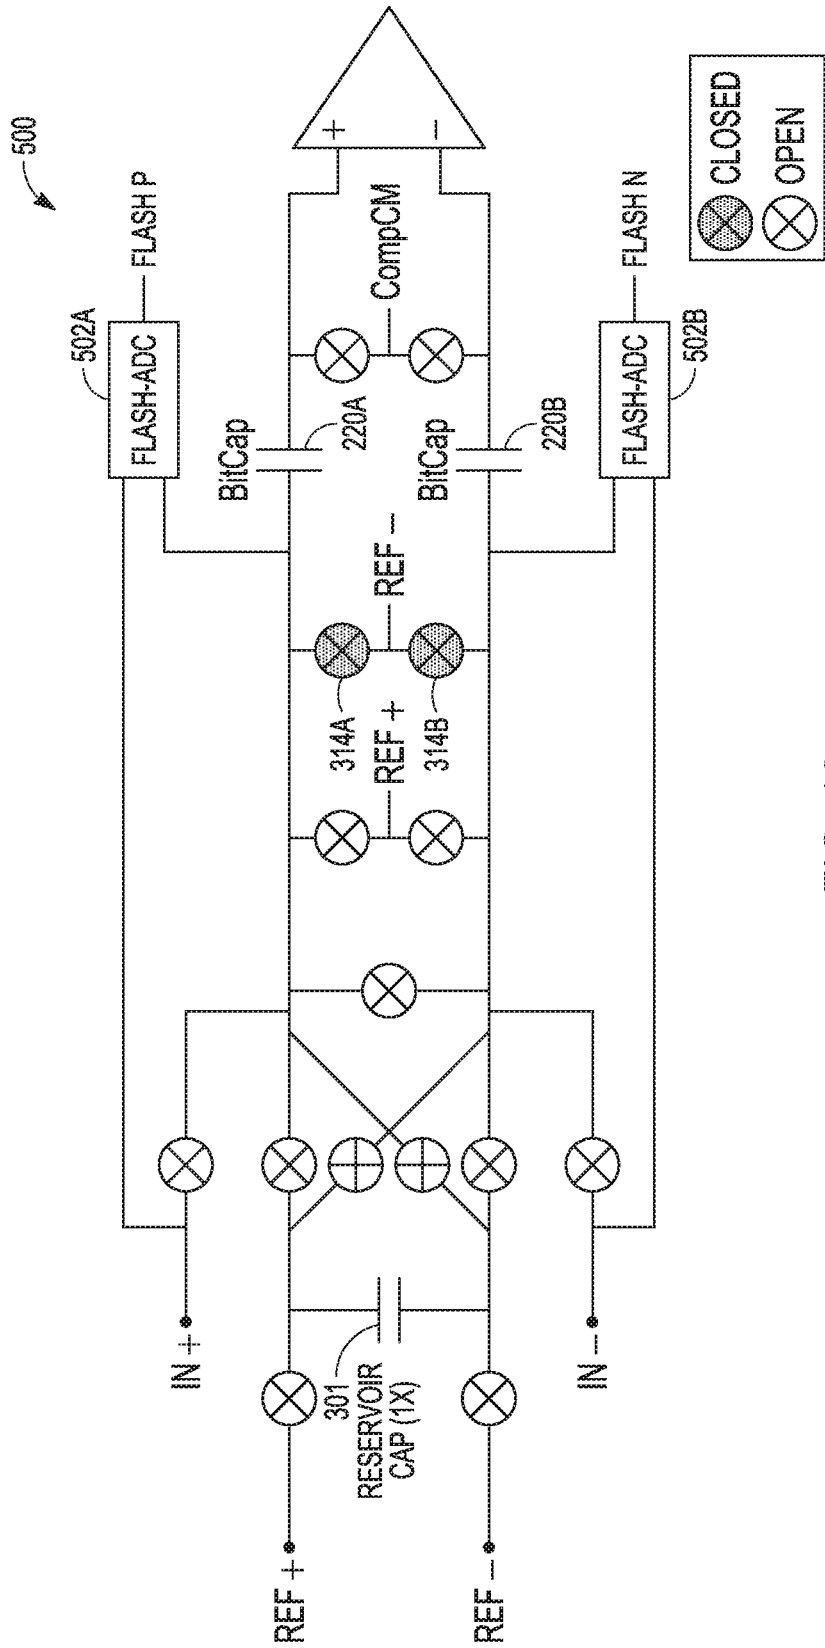 500
FLASH P
502A
FLASH-ADC
BitCap
220A
CompCM
+
−
REF −
314A
314B
REF +
BitCap
220B
FLASH-ADC
502B
FLASH N
IN +
REF +
301
RESERVOIR
CAP (1X)
REF −
IN −
CLOSED
OPEN